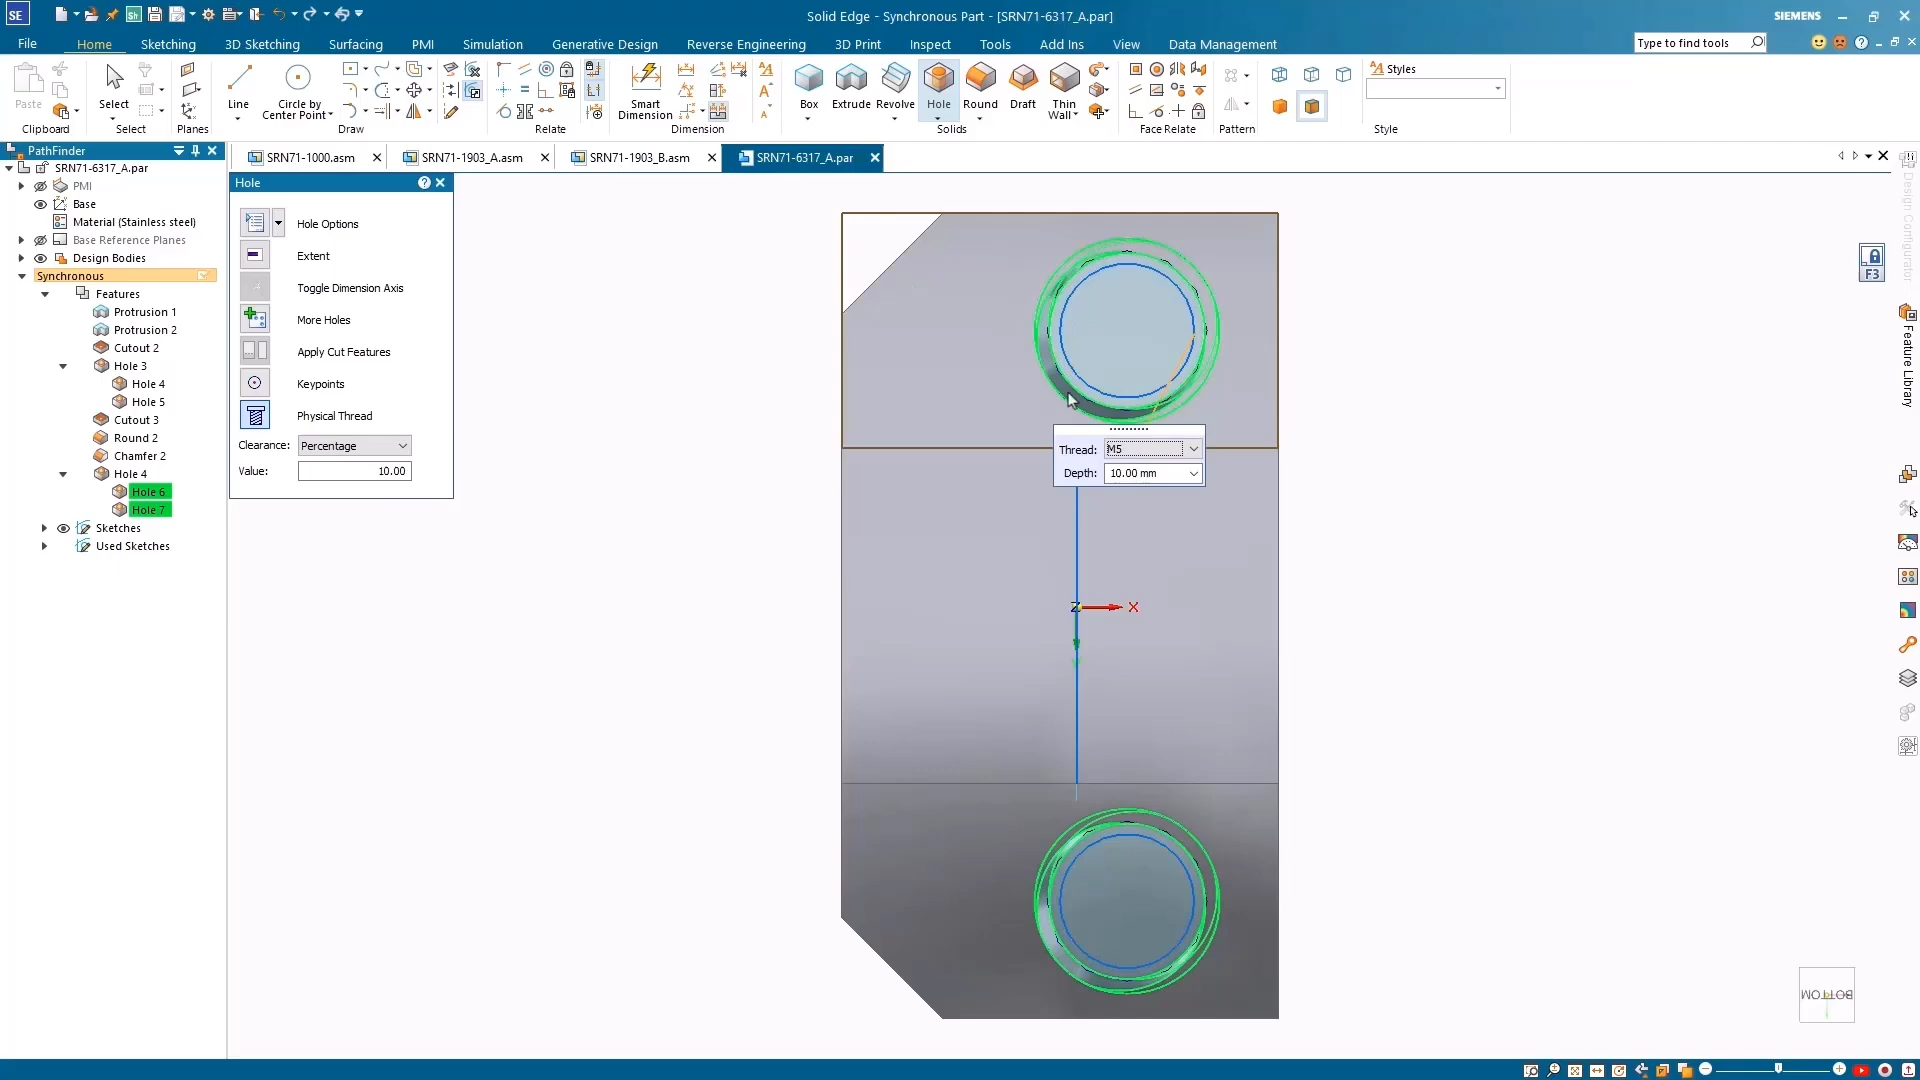 SE
Sh
Solid Edge - Synchronous Part - [SRN71-6317_A.par]
SIEMENS
File
Home
Sketching
3D Sketching
Surfacing
PMI
Simulation
Generative Design
Reverse Engineering
3D Print
Inspect
Tools
Add Ins
View
Data Management
Type to find tools
Paste
Clipboard
Select
Select
Planes
Line
Circle by
Center Point
Draw
Relate
Smart
Dimension
Dimension
Box
Extrude
Revolve
Hole
Round
Draft
Thin
Wall
Solids
Face Relate
Pattern
Styles
Style
PathFinder
SRN71-1000.asm
SRN71-1903_A.asm
SRN71-1903_B.asm
SRN71-6317_A.par
SRN71-6317_A.par
PMI
Base
Material (Stainless steel)
Base Reference Planes
Design Bodies
Synchronous
Features
Protrusion 1
Protrusion 2
Cutout 2
Hole 3
Hole 4
Hole 5
Cutout 3
Round 2
Chamfer 2
Hole 4
Hole 6
Hole 7
Sketches
Used Sketches
Hole
Hole Options
Extent
Toggle Dimension Axis
More Holes
Apply Cut Features
Keypoints
Physical Thread
Clearance: Percentage
Value: 10.00
Thread: M5
Depth: 10.00 mm
Z X
F3
Design Configurator
Feature Library
BOTTOM